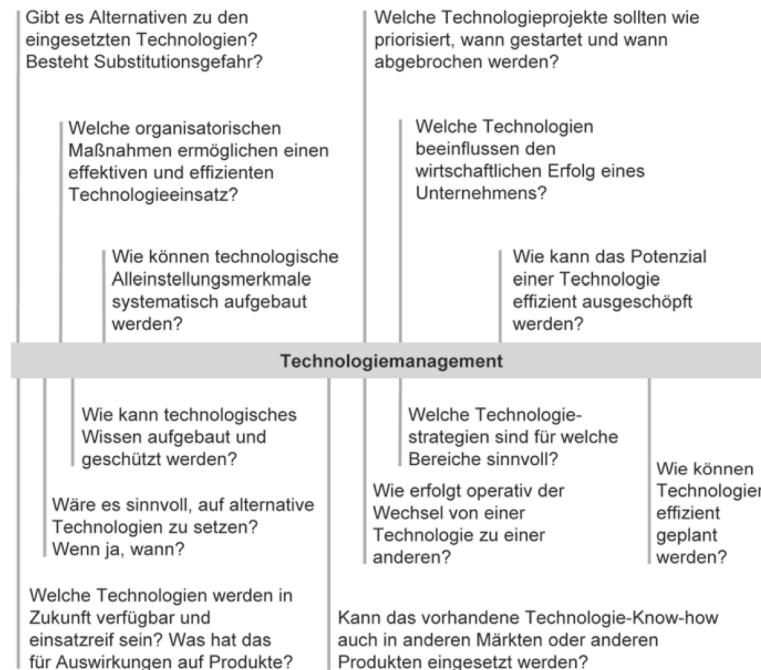 Gibt es Alternativen zu den
eingesetzten Technologien?
Besteht Substitutionsgefahr?
Welche Technologieprojekte sollten wie
priorisiert, wann gestartet und wann
abgebrochen werden?
Welche organisatorischen
Maßnahmen ermöglichen einen
effektiven und effizienten
Technologieeinsatz?
Welche Technologien
beeinflussen den
wirtschaftlichen Erfolg eines
Unternehmens?
Wie können technologische
Alleinstellungsmerkmale
systematisch aufgebaut
werden?
Wie kann das Potenzial
einer Technologie
effizient ausgeschöpft
werden?
Technologiemanagement
Wie kann technologisches
Wissen aufgebaut und
geschützt werden?
Welche Technologie-
strategien sind für welche
Bereiche sinnvoll?
Wie können
Technologien
effizient
geplant
werden?
Wäre es sinnvoll, auf alternative
Technologien zu setzen?
Wenn ja, wann?
Wie erfolgt operativ der
Wechsel von einer
Technologie zu einer
anderen?
Welche Technologien werden in
Zukunft verfügbar und
einsatzreif sein? Was hat das
für Auswirkungen auf Produkte?
Kann das vorhandene Technologie-Know-how
auch in anderen Märkten oder anderen
Produkten eingesetzt werden?